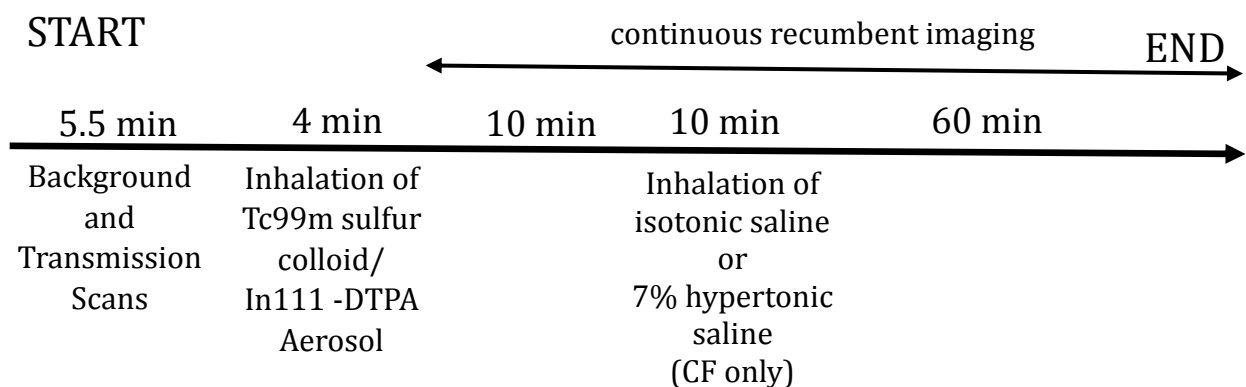 START
continuous recumbent imaging
END
5.5 min
4 min
10 min
10 min
60 min
Background
and
Transmission
Scans
Inhalation of
Tc99m sulfur
colloid/
In111 -DTPA
Aerosol
Inhalation of
isotonic saline
or
7% hypertonic
saline
(CF only)